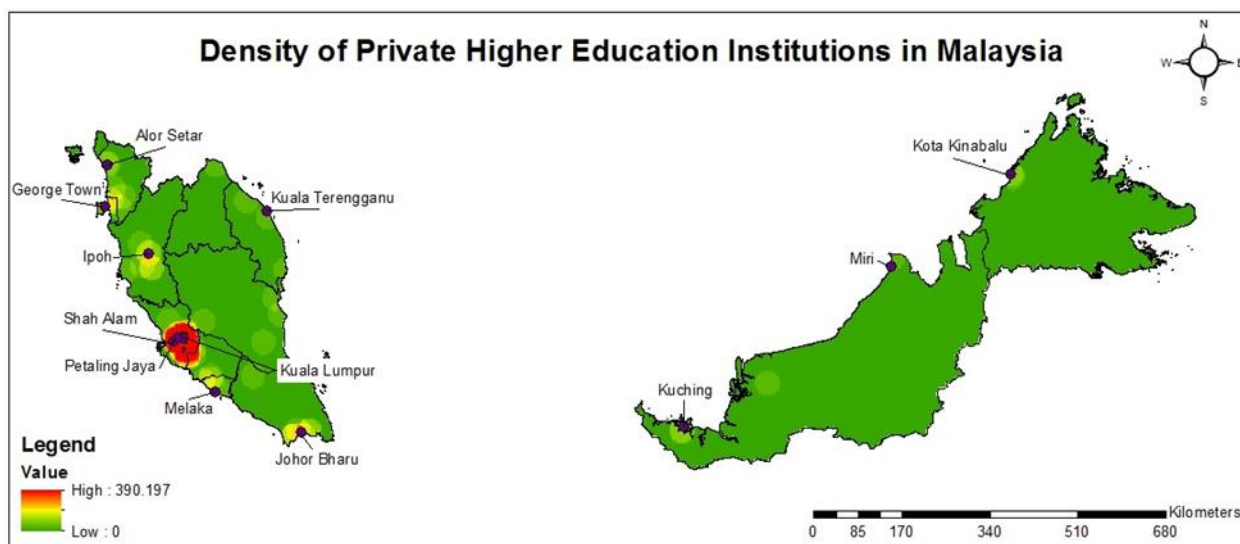 Density of Private Higher Education Institutions in Malaysia
N
W E
S
Alor Setar
George Town
Kuala Terengganu
Ipoh
Shah Alam
Petaling Jaya
Kuala Lumpur
Melaka
Johor Bharu
Kota Kinabalu
Miri
Kuching
Legend
Value
High : 390.197
Low : 0
Kilometers
0 85 170 340 510 680